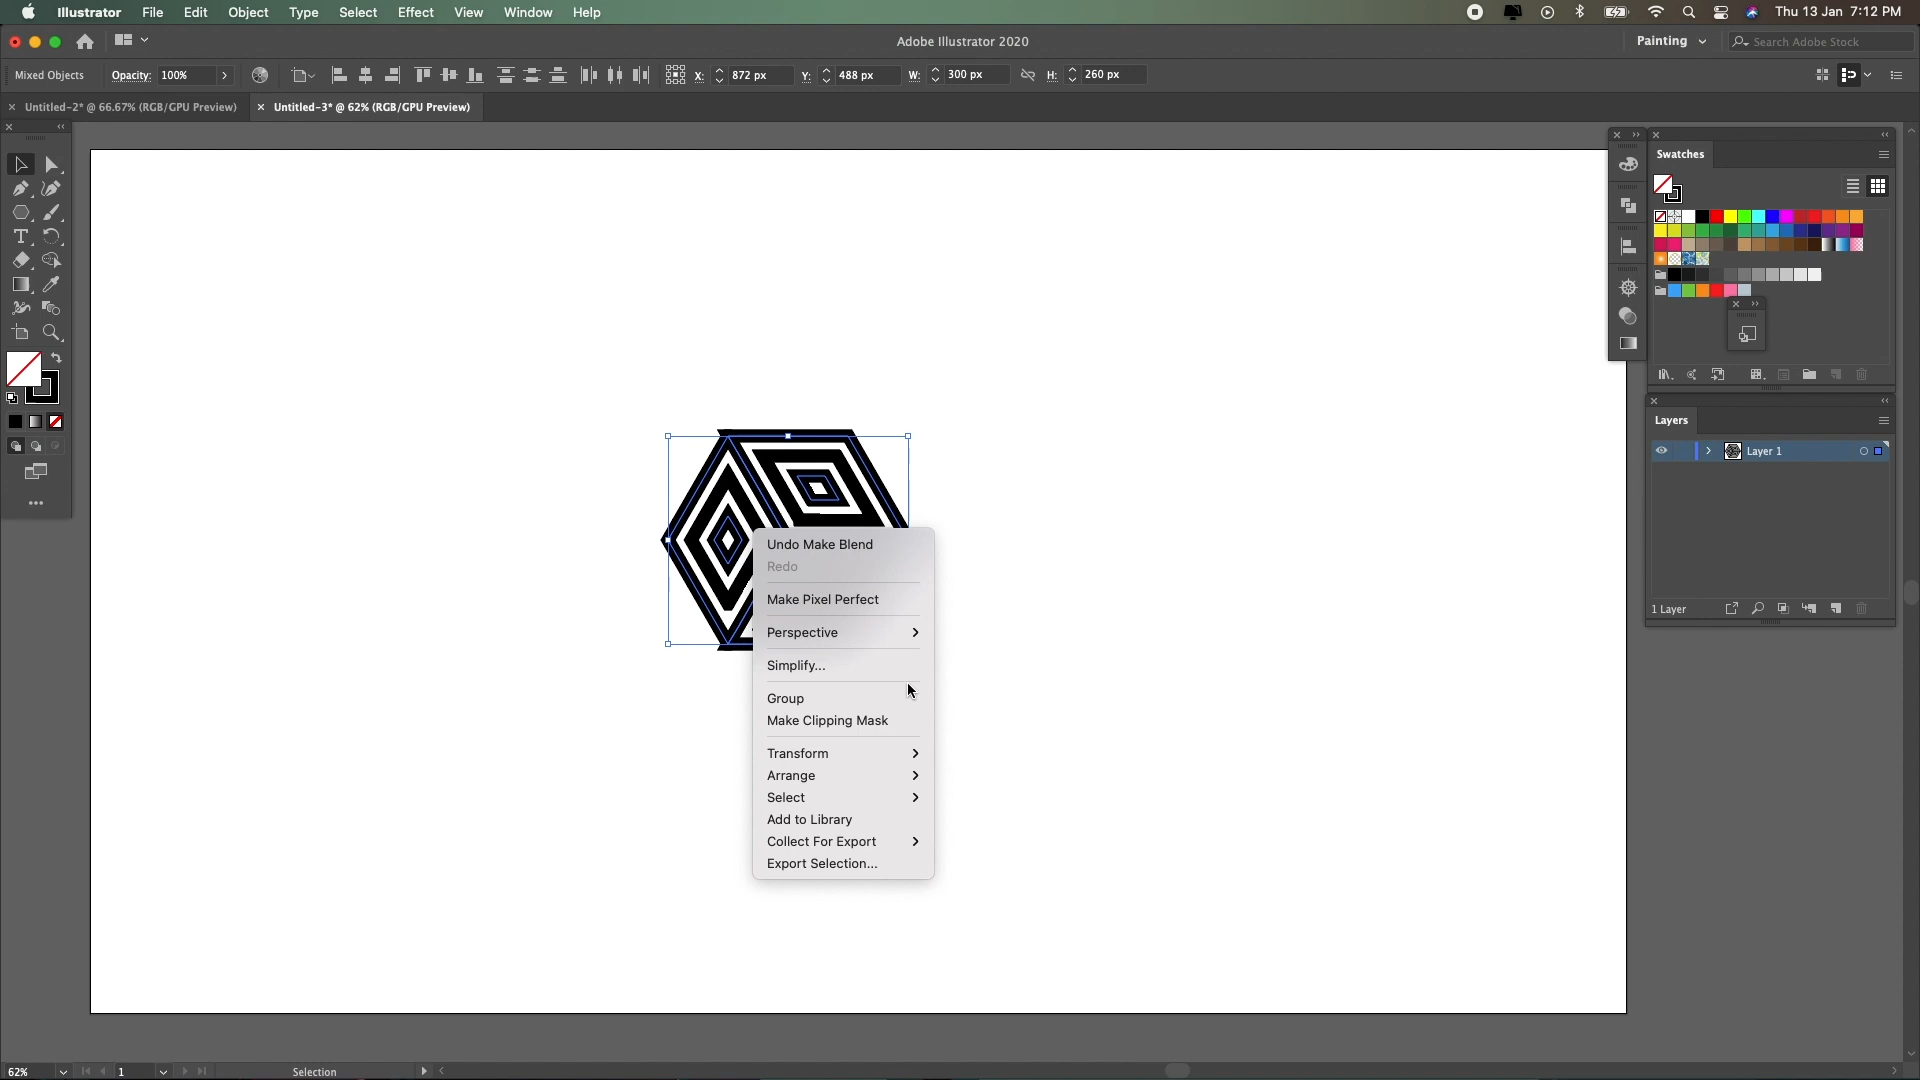 Illustrator File Edit Object Type Select Effect View Window Help Thu 13 Jan 7:12 PM
Adobe Illustrator 2020 Painting Search Adobe Stock
Mixed Objects Opacity: 100% X: 872 px Y: 488 px W: 300 px H: 260 px
Untitled-2* @ 66.67% (RGB/GPU Preview) Untitled-3* @ 62% (RGB/GPU Preview)
Swatches
Layers
Layer 1
1 Layer
Undo Make Blend
Redo
Make Pixel Perfect
Perspective
Simplify...
Group
Make Clipping Mask
Transform
Arrange
Select
Add to Library
Collect For Export
Export Selection...
62% 1 Selection